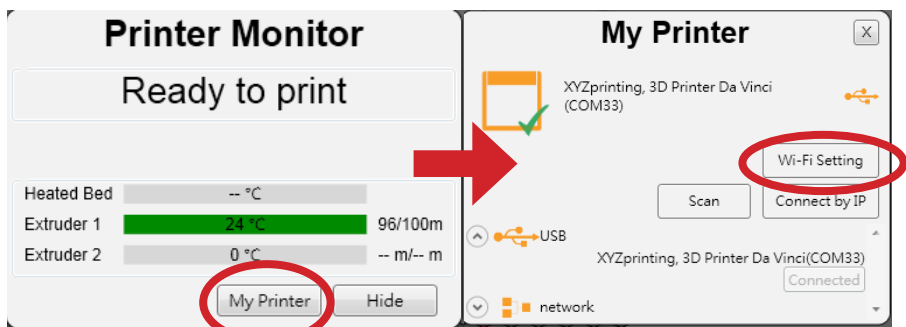 Printer Monitor
Ready to print
Heated Bed -- °C
Extruder 1 24 °C 96/100m
Extruder 2 0 °C -- m/-- m
My Printer Hide
My Printer X
XYZprinting, 3D Printer Da Vinci
(COM33)
Wi-Fi Setting
Scan Connect by IP
USB
XYZprinting, 3D Printer Da Vinci(COM33)
Connected
network